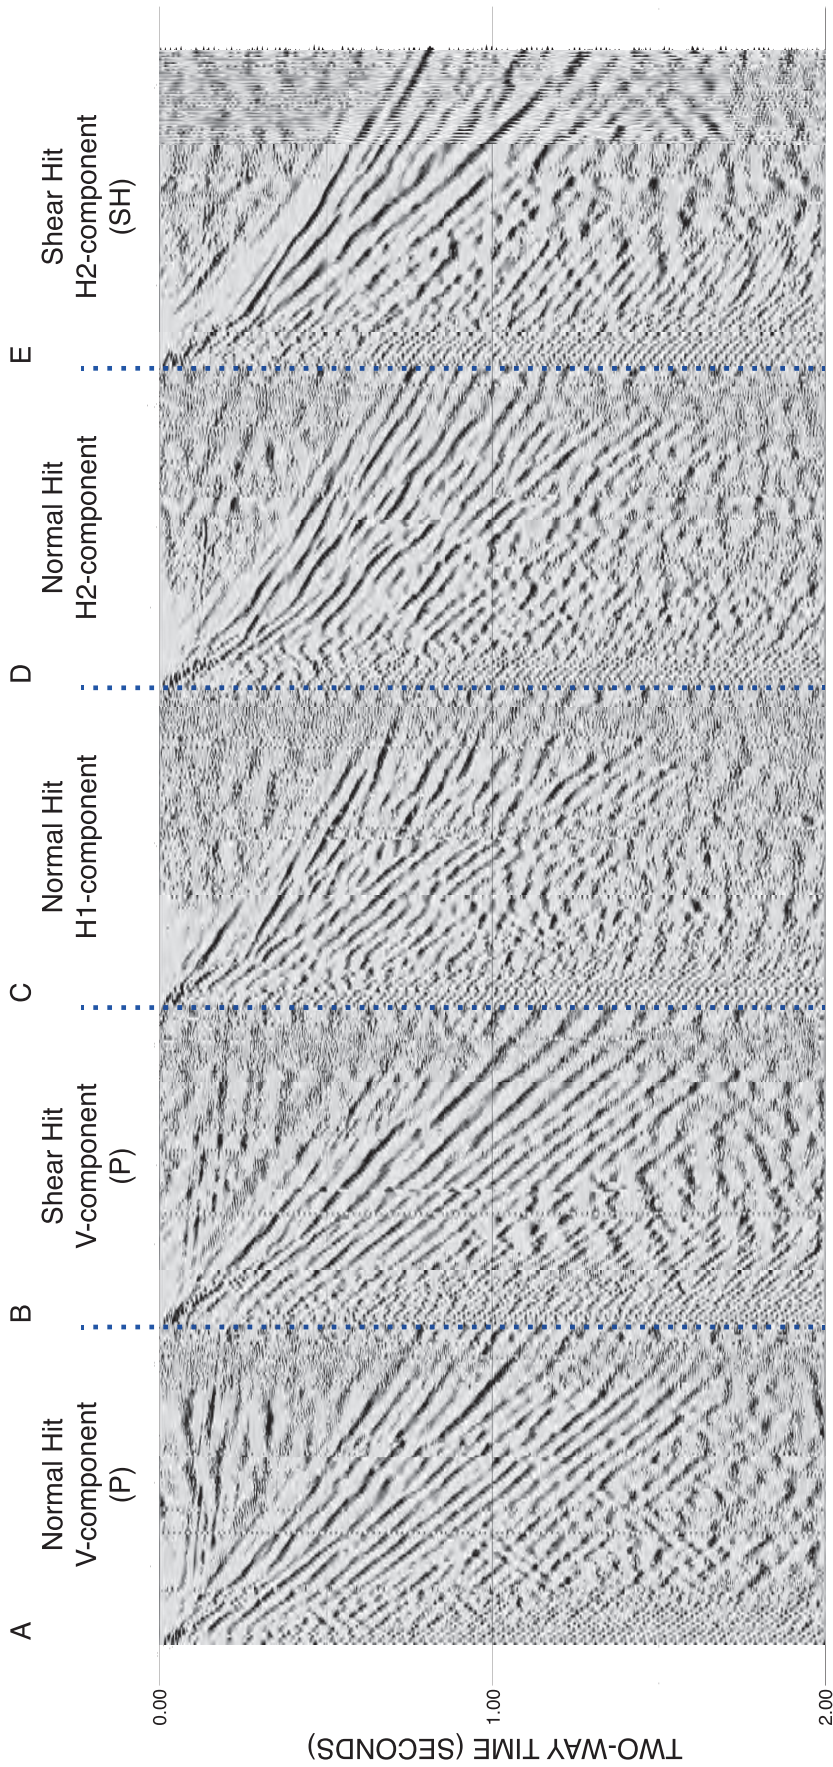 A
Normal Hit
V-component
(P)
B
Shear Hit
V-component
(P)
C
Normal Hit
H1-component
D
Normal Hit
H2-component
E
Shear Hit
H2-component
(SH)
0.00
1.00
2.00
TWO-WAY TIME (SECONDS)